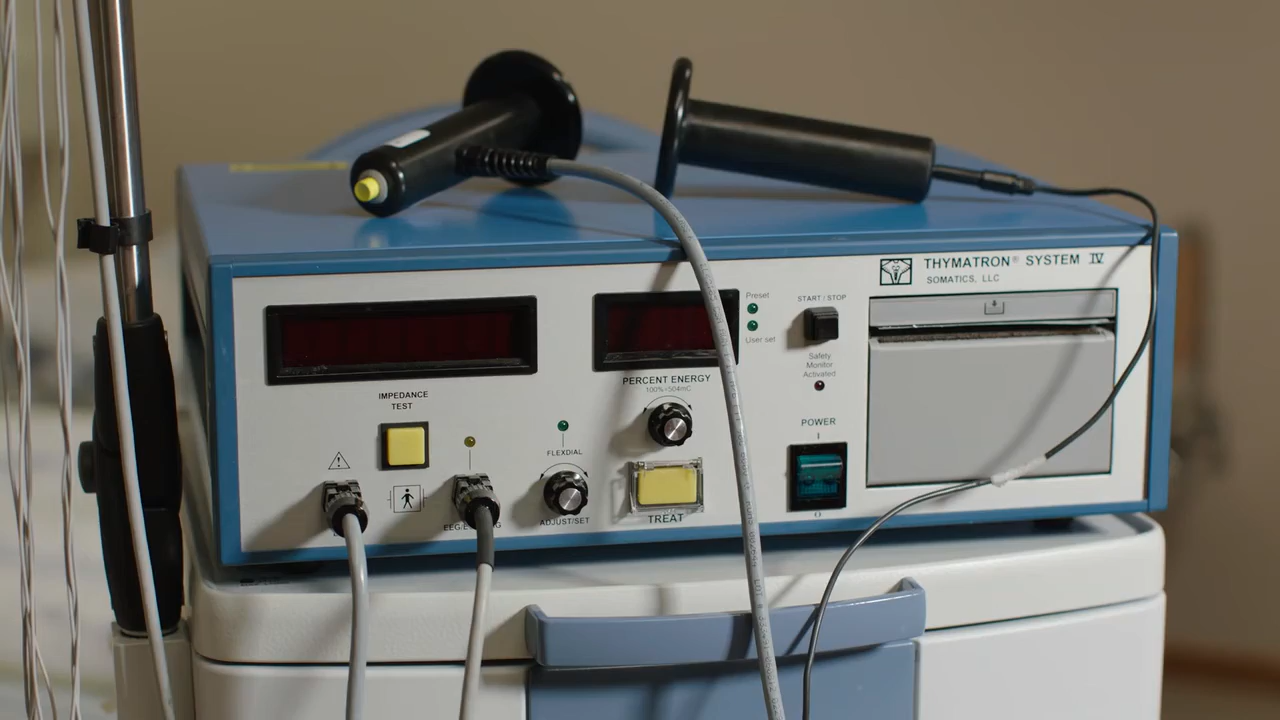 THYMATRON® SYSTEM IV
SOMATICS, LLC
Preset
User set
START / STOP
Safety
Monitor
Activated
PERCENT ENERGY
100%=504mC
IMPEDANCE
TEST
POWER
I
O
FLEXDIAL
ADJUST/SET
TREAT